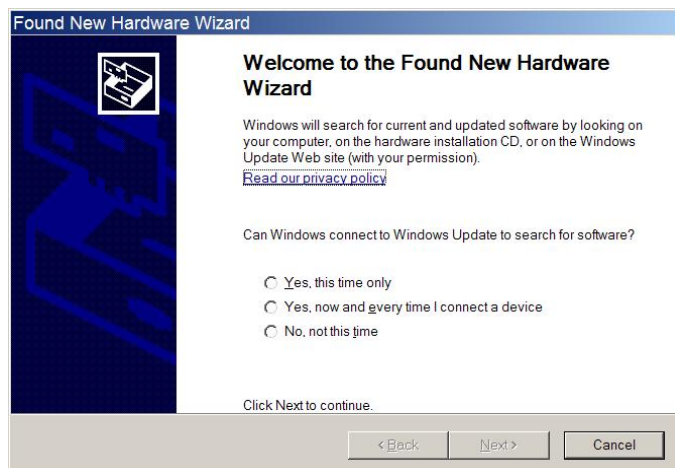 Found New Hardware Wizard
Welcome to the Found New Hardware
Wizard
Windows will search for current and updated software by looking on
your computer, on the hardware installation CD, or on the Windows
Update Web site (with your permission).
Read our privacy policy
Can Windows connect to Windows Update to search for software?
Yes, this time only
Yes, now and every time I connect a device
No, not this time
Click Next to continue.
< Back Next > Cancel